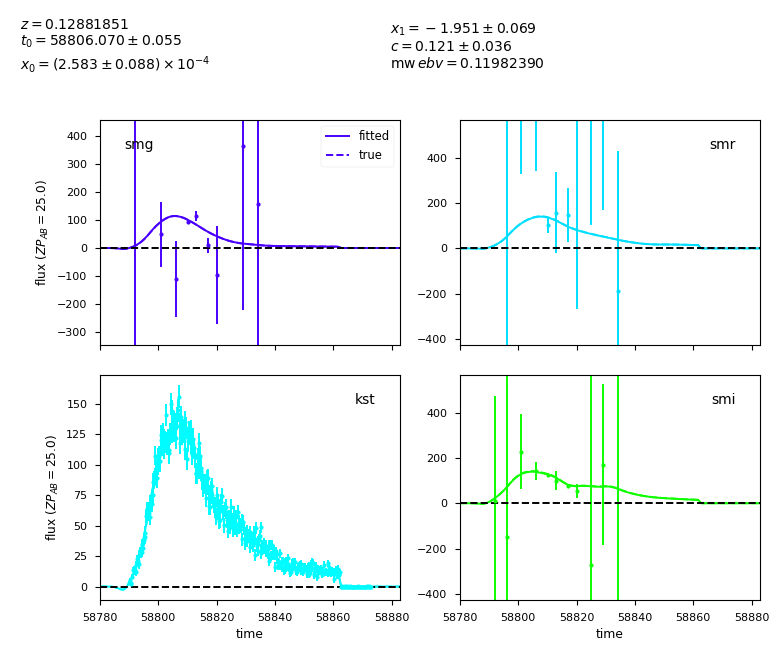 z = 0.12881851
t₀ = 58806.070 ± 0.055
x₀ = (2.583 ± 0.088) × 10⁻⁴
x₁ = −1.951 ± 0.069
c = 0.121 ± 0.036
mw ebv = 0.11982390
smg
fitted
true
400
300
200
100
0
−100
−200
−300
flux (ZP_AB = 25.0)
smr
400
200
0
−200
−400
kst
150
125
100
75
50
25
0
flux (ZP_AB = 25.0)
58780 58800 58820 58840 58860 58880
time
smi
400
200
0
−200
−400
58780 58800 58820 58840 58860 58880
time